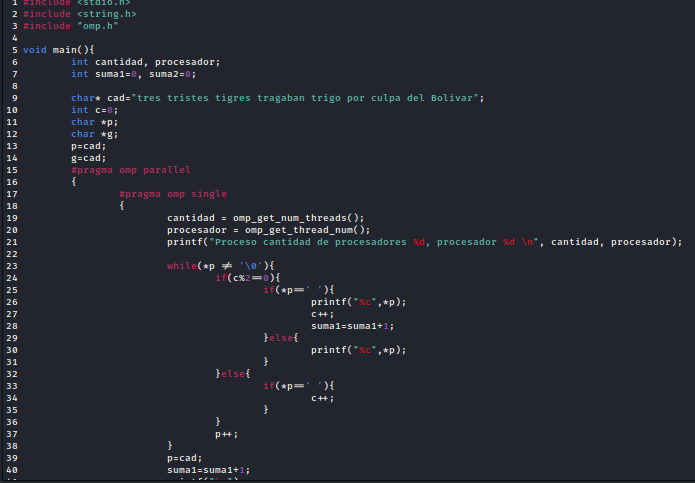 1 #include <stdio.h>
2 #include <string.h>
3 #include "omp.h"
4
5 void main(){
6 int cantidad, procesador;
7 int suma1=0, suma2=0;
8
9 char* cad="tres tristes tigres tragaban trigo por culpa del Bolivar";
10 int c=0;
11 char *p;
12 char *g;
13 p=cad;
14 g=cad;
15 #pragma omp parallel
16 {
17 #pragma omp single
18 {
19 cantidad = omp_get_num_threads();
20 procesador = omp_get_thread_num();
21 printf("Proceso cantidad de procesadores %d, procesador %d \n", cantidad, procesador);
22
23 while(*p != '\0'){
24 if(c%2==0){
25 if(*p==' '){
26 printf("%c",*p);
27 c++;
28 suma1=suma1+1;
29 }else{
30 printf("%c",*p);
31 }
32 }else{
33 if(*p==' '){
34 c++;
35 }
36 }
37 p++;
38 }
39 p=cad;
40 suma1=suma1+1;